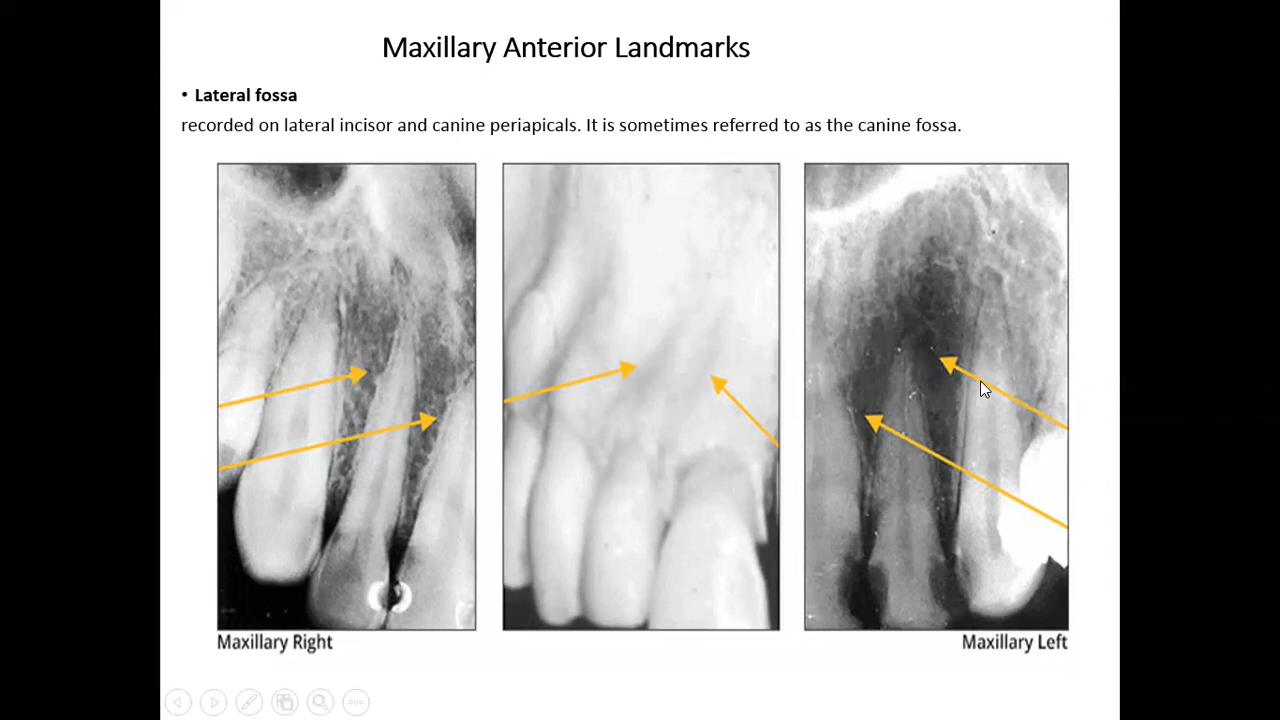 Maxillary Anterior Landmarks
• Lateral fossa
recorded on lateral incisor and canine periapicals. It is sometimes referred to as the canine fossa.
Maxillary Right
Maxillary Left